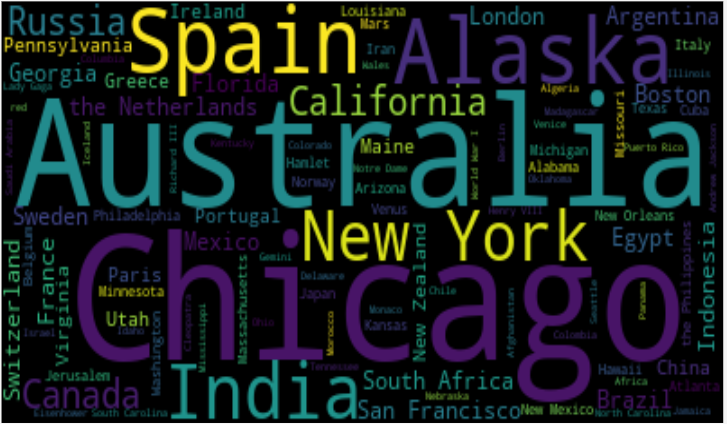 Russia
Ireland
Spain
Louisiana
Mars
London
Argentina
Pennsylvania
Columbia
Iran
Wales
Alaska
Italy
Georgia
Lady Gaga
Greece
Florida
Illinois
red
the Netherlands
California
Algeria
Madagascar
Missouri
Boston
Texas
Cuba
Australia
Saudi Arabia
Iceland
Richard III
Kentucky
Colorado
Hamlet
Norway
Maine
Notre Dame
Arizona
World War I
Berlin
Venice
Michigan
Alabama
Oklahoma
Puerto Rico
Andrew Jackson
Sweden
Philadelphia
Portugal
Venus
Henry VIII
New Orleans
New York
Belgium
Mexico
Egypt
Chicago
Switzerland
France
Virginia
Israel
Paris
Minnesota
Utah
Idaho
Washington
Cleopatra
Mississippi
Massachusetts
Gemini
Ohio
Delaware
Japan
Morocco
Tennessee
Monaco
Kansas
New Zealand
Chile
Afghanistan
Colombia
Seattle
Panama
the Philippines
Indonesia
Jerusalem
Canada
India
South Africa
Hawaii
Africa
China
Atlanta
Nebraska
Brazil
Eisenhower
South Carolina
San Francisco
New Mexico
North Carolina
Jamaica